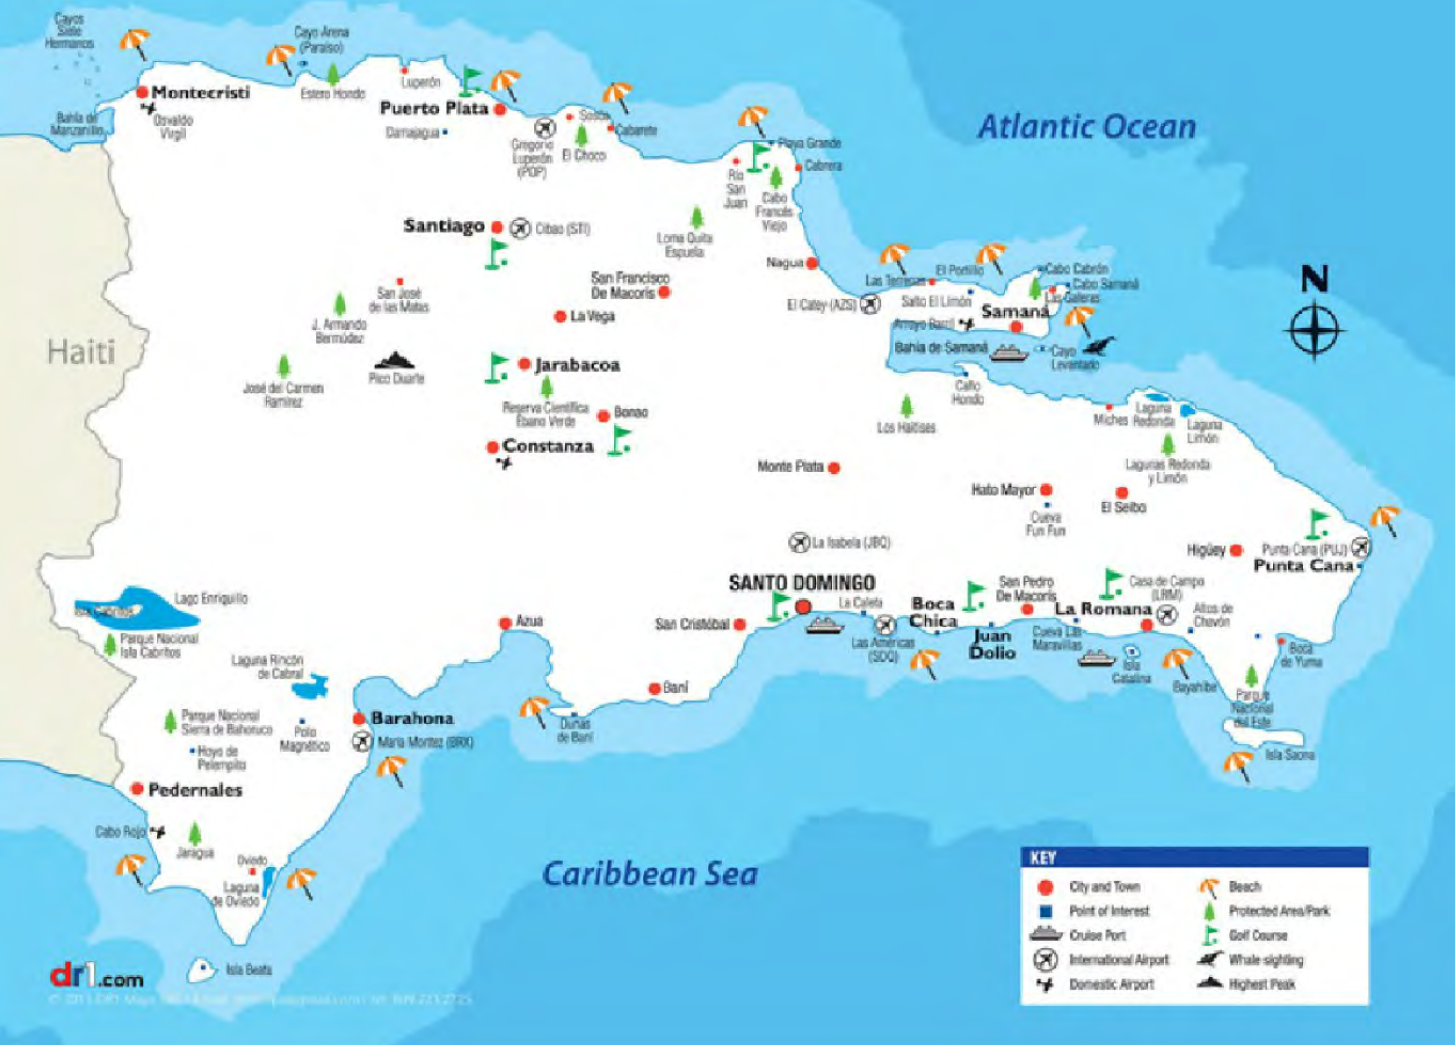 Cayos
Siete
Hermanos
Cayo Arena
(Paraíso)
Montecristi
Estero Hondo
Luperón
Puerto Plata
Bahía de
Manzanillo
Osvaldo
Virgil
Damajagua
Gregorio
Luperón
(POP)
Sosúa
Cabarete
El Choco
Playa Grande
Cabrera
Río
San
Juan
Cabo
Francés
Viejo
Atlantic Ocean
Santiago
Cibao (STI)
Loma Quita
Espuela
Nagua
San Francisco
De Macorís
San José
de las Matas
La Vega
J. Armando
Bermúdez
El Catey (AZS)
Las Terrenas
El Portillo
Cabo Cabrón
Cabo Samaná
Las Galeras
Salto El Limón
Samaná
Arroyo Barril
Bahía de Samaná
Cayo
Levantado
N
Haiti
Pico Duarte
José del Carmen
Ramírez
Jarabacoa
Reserva Científica
Ébano Verde
Bonao
Constanza
Caño
Hondo
Los Haitises
Miches
Laguna
Redonda
Laguna
Limón
Lagunas Redonda
y Limón
Monte Plata
Hato Mayor
El Seibo
Cueva
Fun Fun
La Isabela (JBQ)
Higüey
Punta Cana (PUJ)
Punta Cana
SANTO DOMINGO
La Caleta
Boca
Chica
San Pedro
De Macorís
La Romana
Casa de Campo
(LRM)
Altos de
Chavón
Lago Enriquillo
Isla Cabritos
Parque Nacional
Isla Cabritos
Azua
San Cristóbal
Las Américas
(SDQ)
Juan
Dolio
Cueva Las
Maravillas
Isla
Catalina
Bayahibe
Boca
de Yuma
Parque
Nacional
del Este
Isla Saona
Laguna Rincón
de Cabral
Baní
Dunas
de Baní
Parque Nacional
Sierra de Bahoruco
Polo
Magnético
Barahona
María Montez (BRX)
Hoyo de
Pelempito
Pedernales
Cabo Rojo
Jaragua
Oviedo
Laguna
de Oviedo
Isla Beata
Caribbean Sea
dr1.com
KEY
City and Town
Point of Interest
Cruise Port
International Airport
Domestic Airport
Beach
Protected Area/Park
Golf Course
Whale sighting
Highest Peak